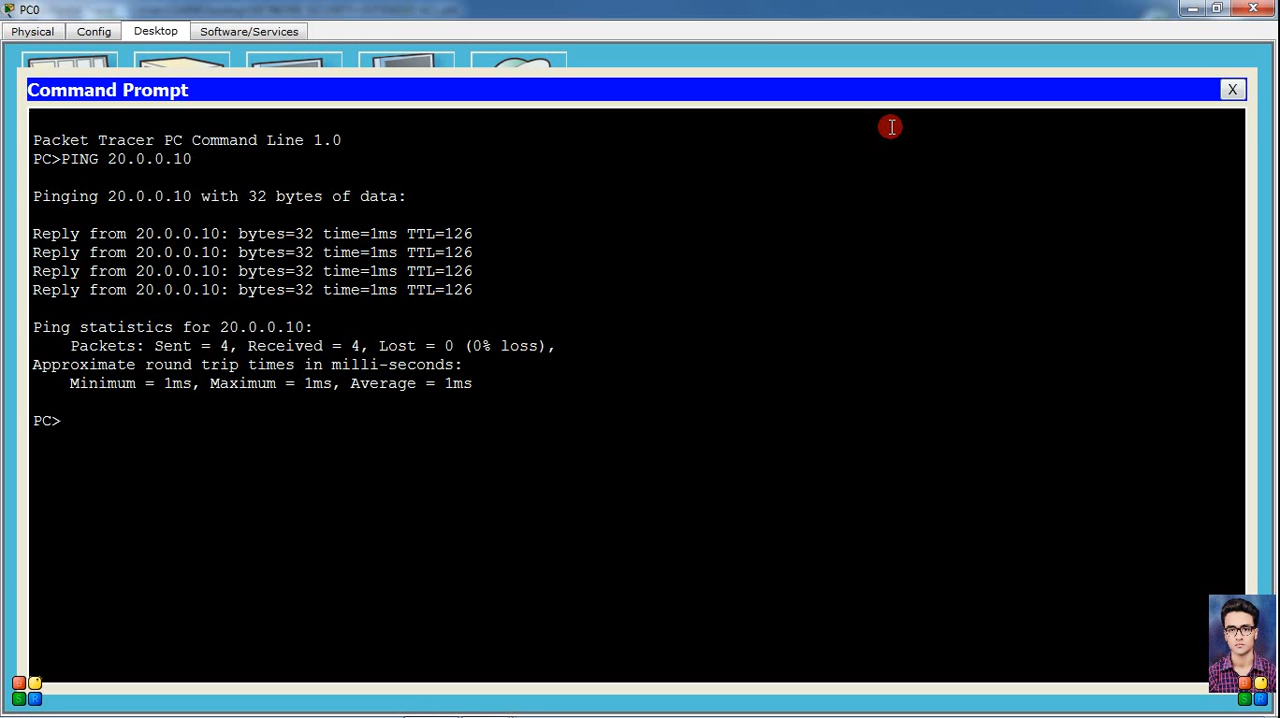 PC0
Physical Config Desktop Software/Services
Command Prompt
X
Packet Tracer PC Command Line 1.0
PC>PING 20.0.0.10
Pinging 20.0.0.10 with 32 bytes of data:
Reply from 20.0.0.10: bytes=32 time=1ms TTL=126
Reply from 20.0.0.10: bytes=32 time=1ms TTL=126
Reply from 20.0.0.10: bytes=32 time=1ms TTL=126
Reply from 20.0.0.10: bytes=32 time=1ms TTL=126
Ping statistics for 20.0.0.10:
Packets: Sent = 4, Received = 4, Lost = 0 (0% loss),
Approximate round trip times in milli-seconds:
Minimum = 1ms, Maximum = 1ms, Average = 1ms
PC>